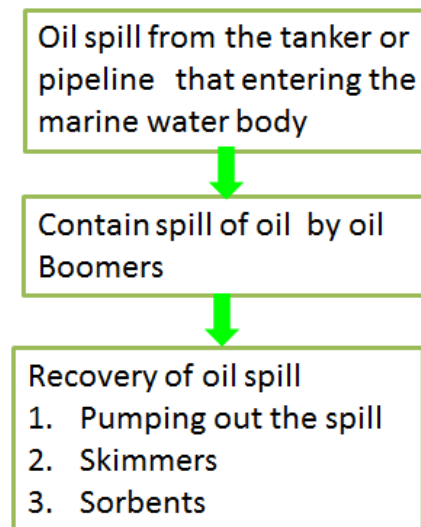 Oil spill from the tanker or
pipeline that entering the
marine water body
Contain spill of oil by oil
Boomers
Recovery of oil spill
1. Pumping out the spill
2. Skimmers
3. Sorbents